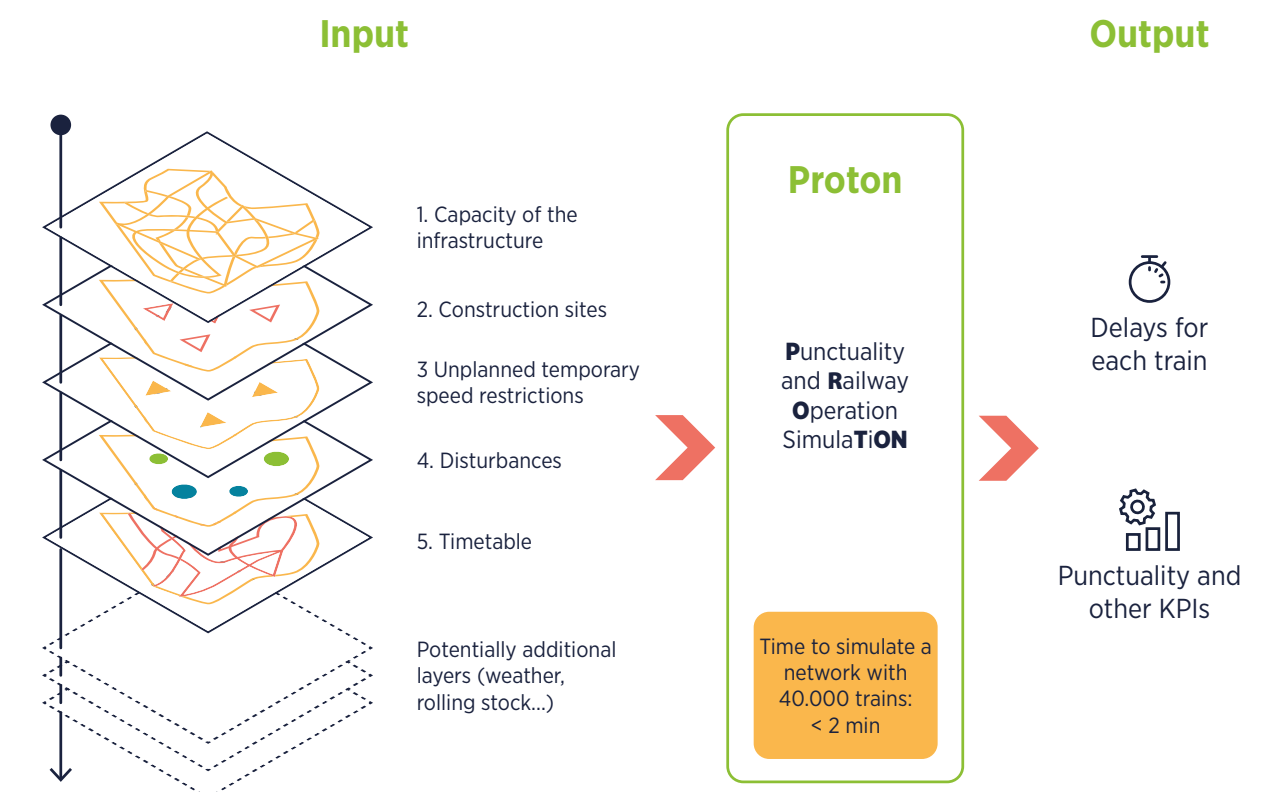 Input
1. Capacity of the
infrastructure
2. Construction sites
3 Unplanned temporary
speed restrictions
4. Disturbances
5. Timetable
Potentially additional
layers (weather,
rolling stock...)
Proton
Punctuality
and Railway
Operation
SimulaTiON
Time to simulate a
network with
40.000 trains:
< 2 min
Output
Delays for
each train
Punctuality and
other KPIs